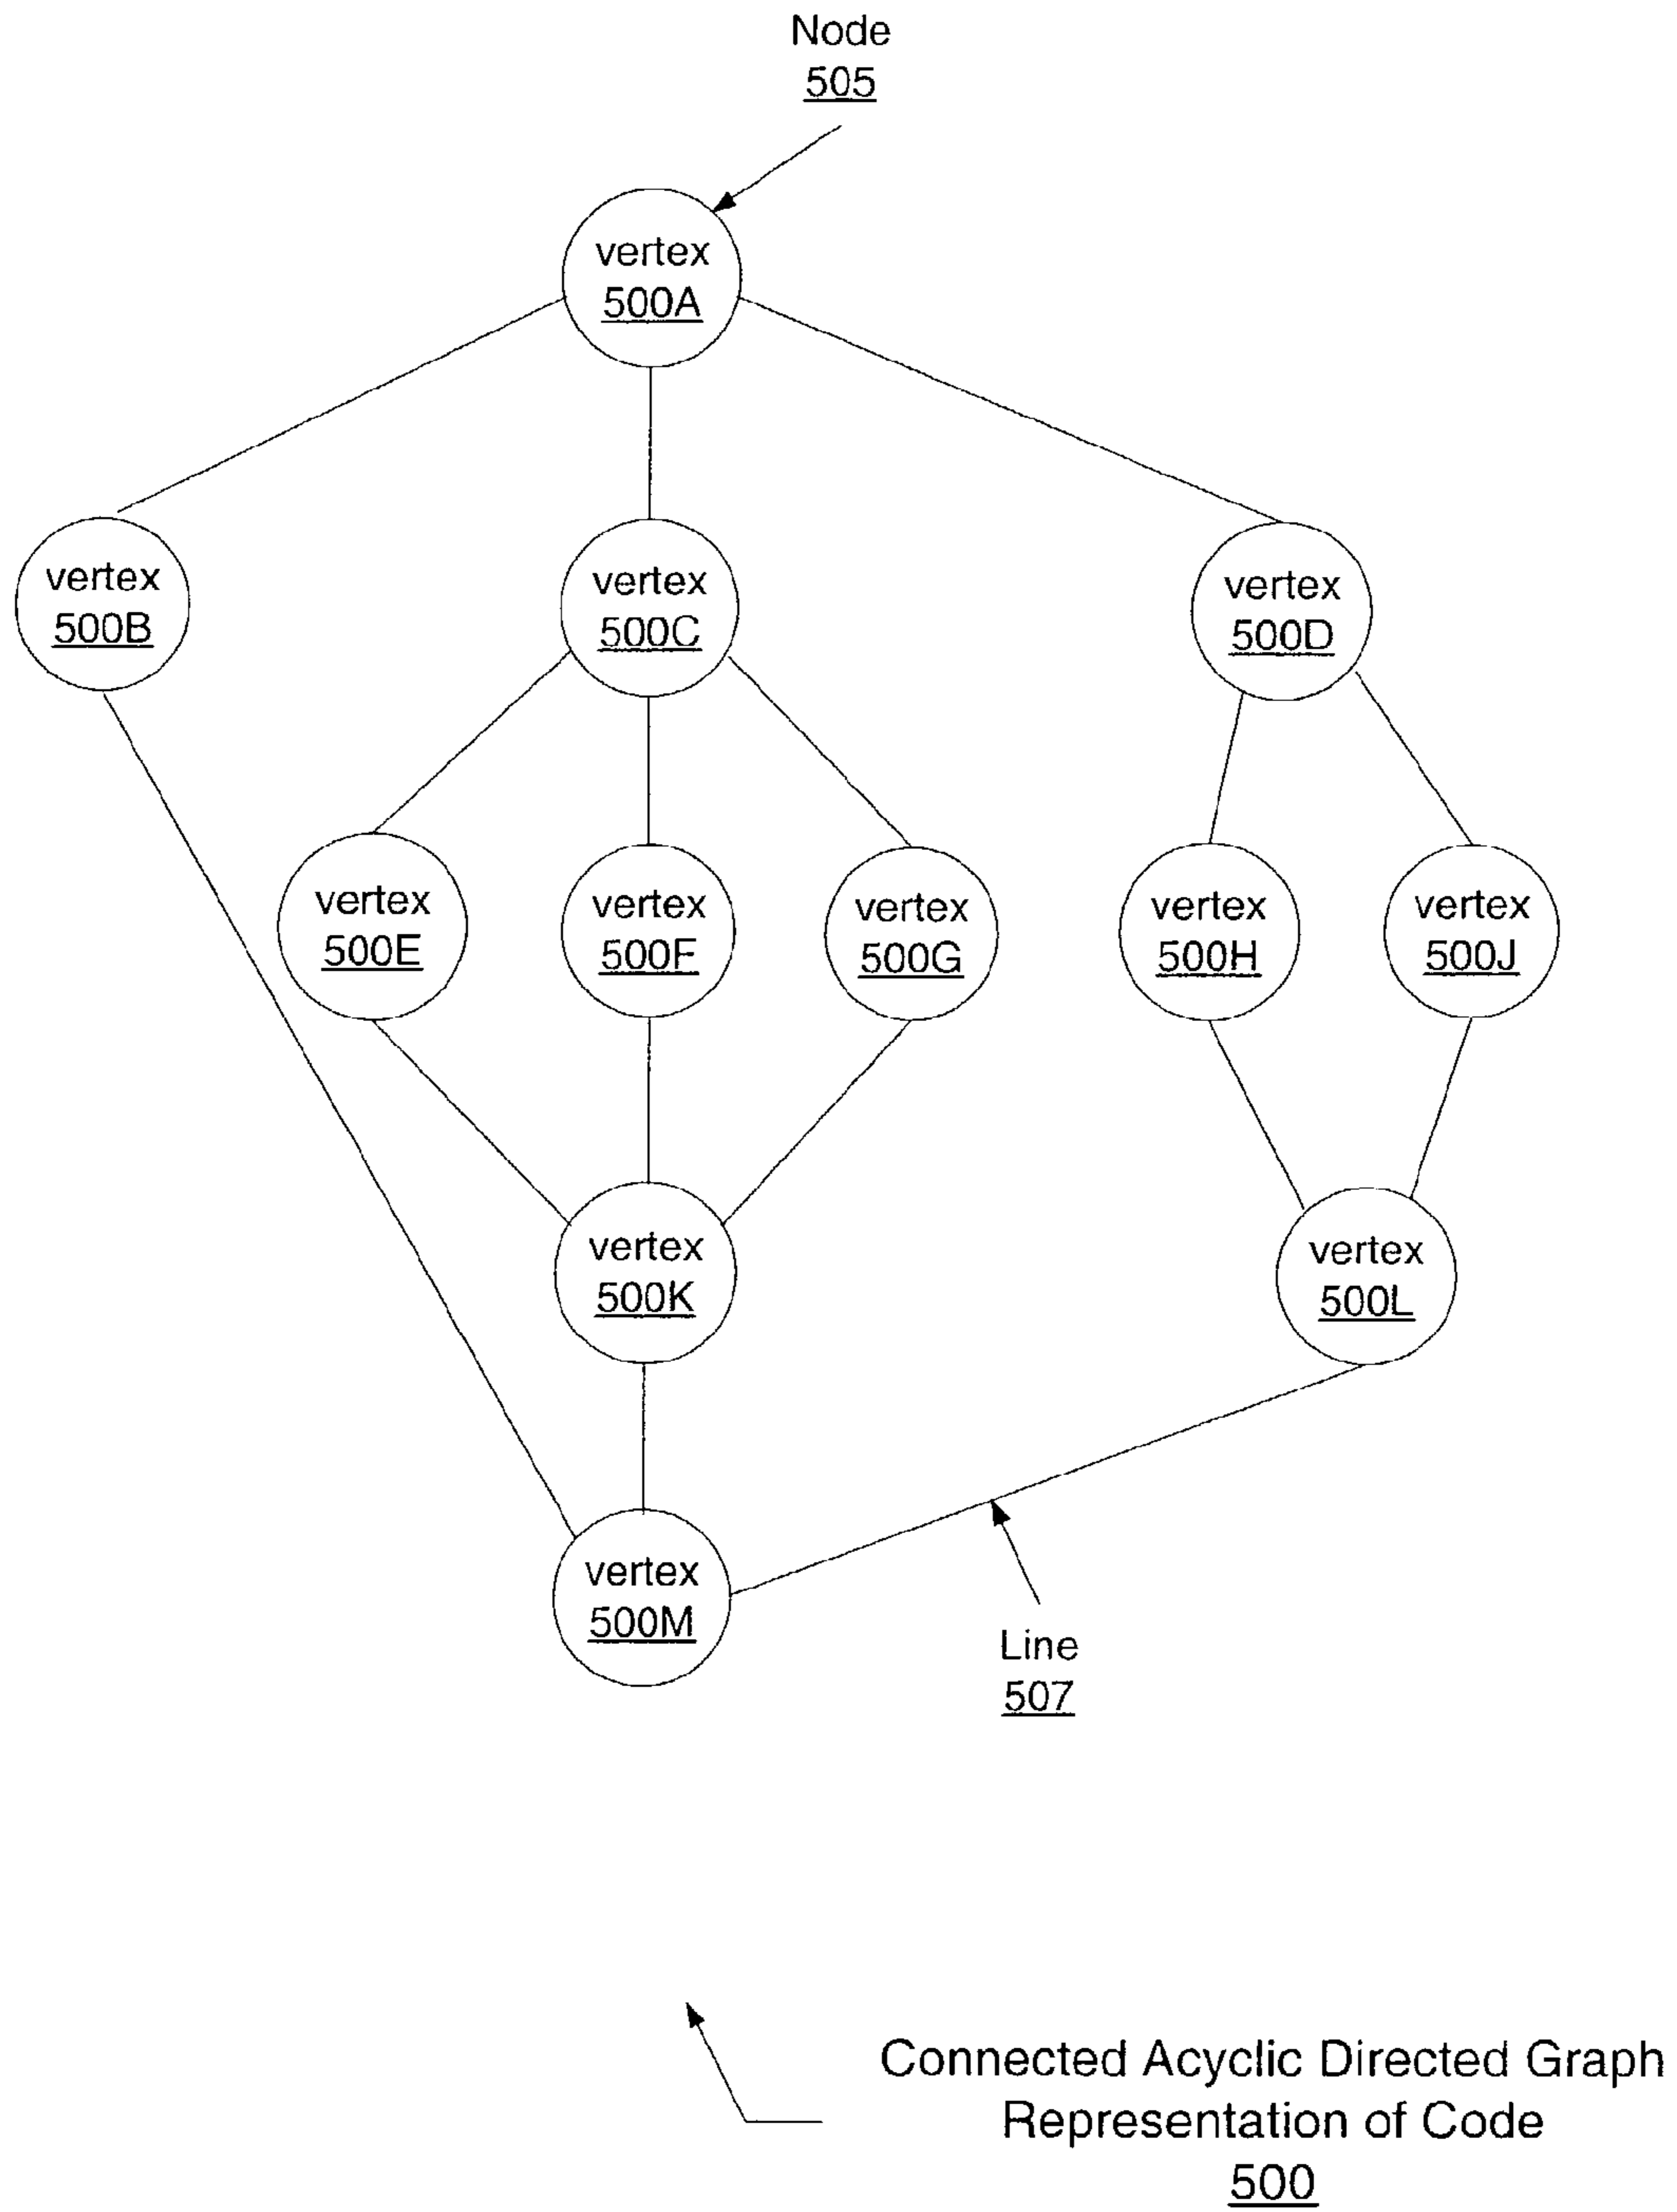 Node
505
vertex
500A
vertex
500B
vertex
500C
vertex
500D
vertex
500E
vertex
500F
vertex
500G
vertex
500H
vertex
500J
vertex
500K
vertex
500L
vertex
500M
Line
507
Connected Acyclic Directed Graph
Representation of Code
500